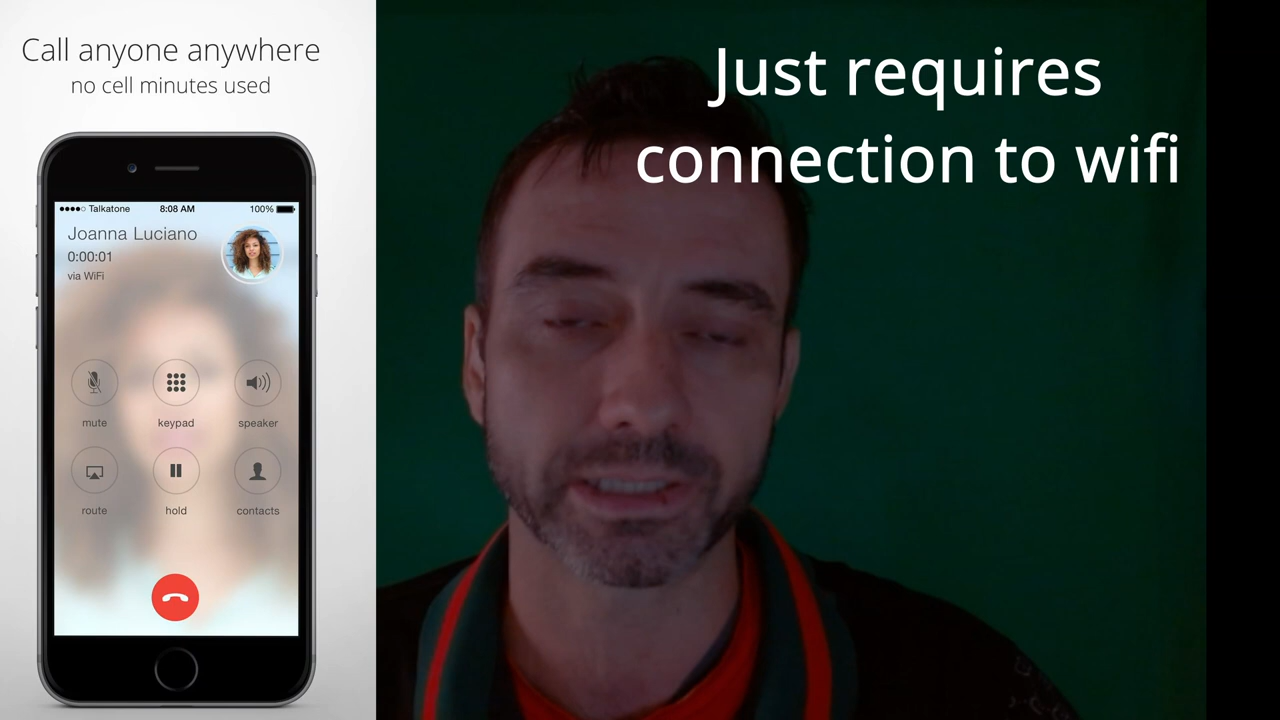 Call anyone anywhere
no cell minutes used
Talkatone 8:08 AM 100%
Joanna Luciano
0:00:01
via WiFi
mute keypad speaker
route hold contacts
Just requires
connection to wifi